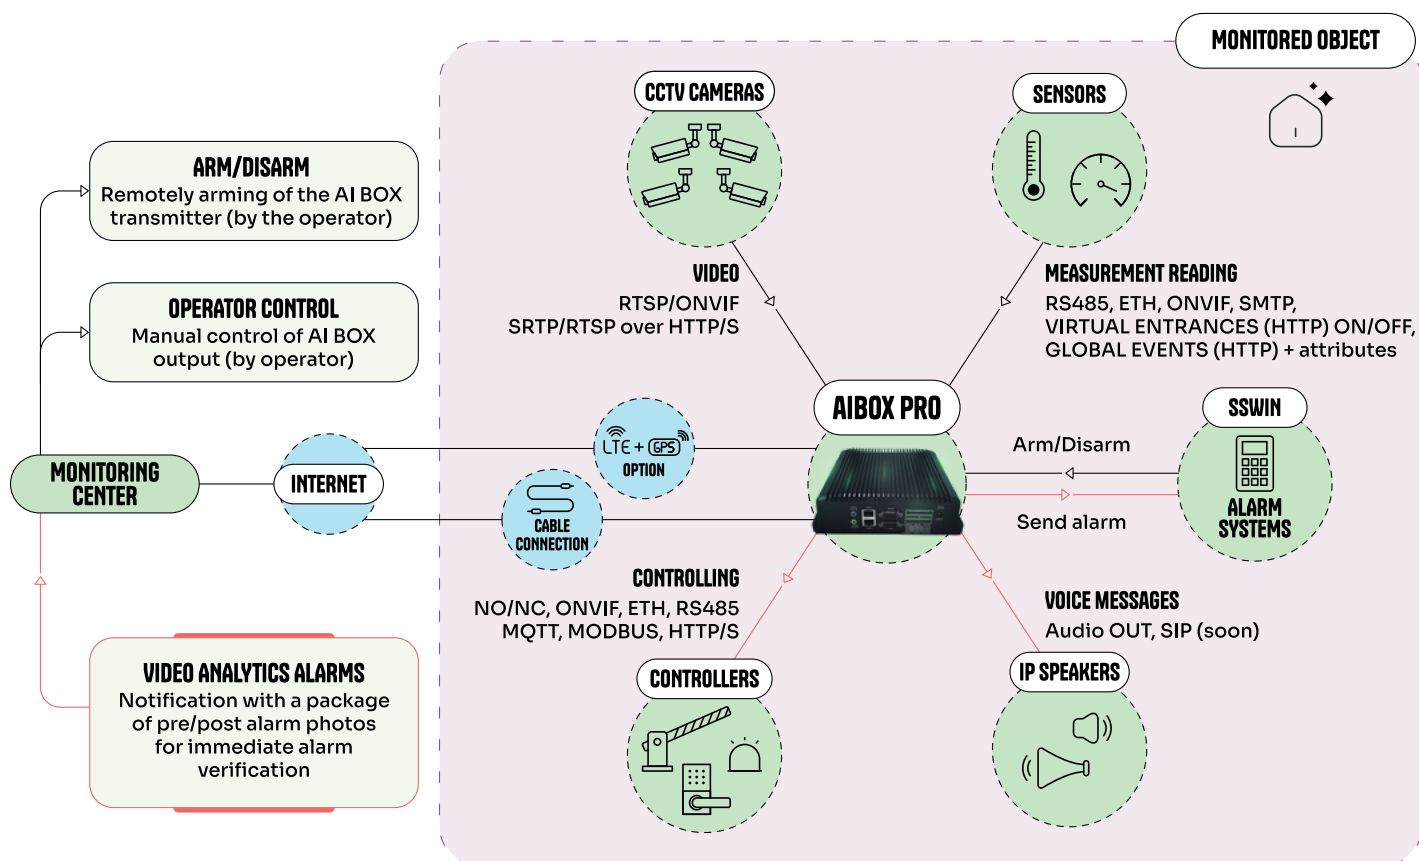 MONITORED OBJECT
CCTV CAMERAS
SENSORS
ARM/DISARM
Remotely arming of the AI BOX
transmitter (by the operator)
VIDEO
RTSP/ONVIF
SRTP/RTSP over HTTP/S
MEASUREMENT READING
RS485, ETH, ONVIF, SMTP,
VIRTUAL ENTRANCES (HTTP) ON/OFF,
GLOBAL EVENTS (HTTP) + attributes
OPERATOR CONTROL
Manual control of AI BOX
output (by operator)
AIBOX PRO
SSWIN
LTE + GPS
OPTION
Arm/Disarm
MONITORING
CENTER
INTERNET
CABLE
CONNECTION
Send alarm
ALARM
SYSTEMS
CONTROLLING
NO/NC, ONVIF, ETH, RS485
MQTT, MODBUS, HTTP/S
VOICE MESSAGES
Audio OUT, SIP (soon)
VIDEO ANALYTICS ALARMS
Notification with a package
of pre/post alarm photos
for immediate alarm
verification
CONTROLLERS
IP SPEAKERS